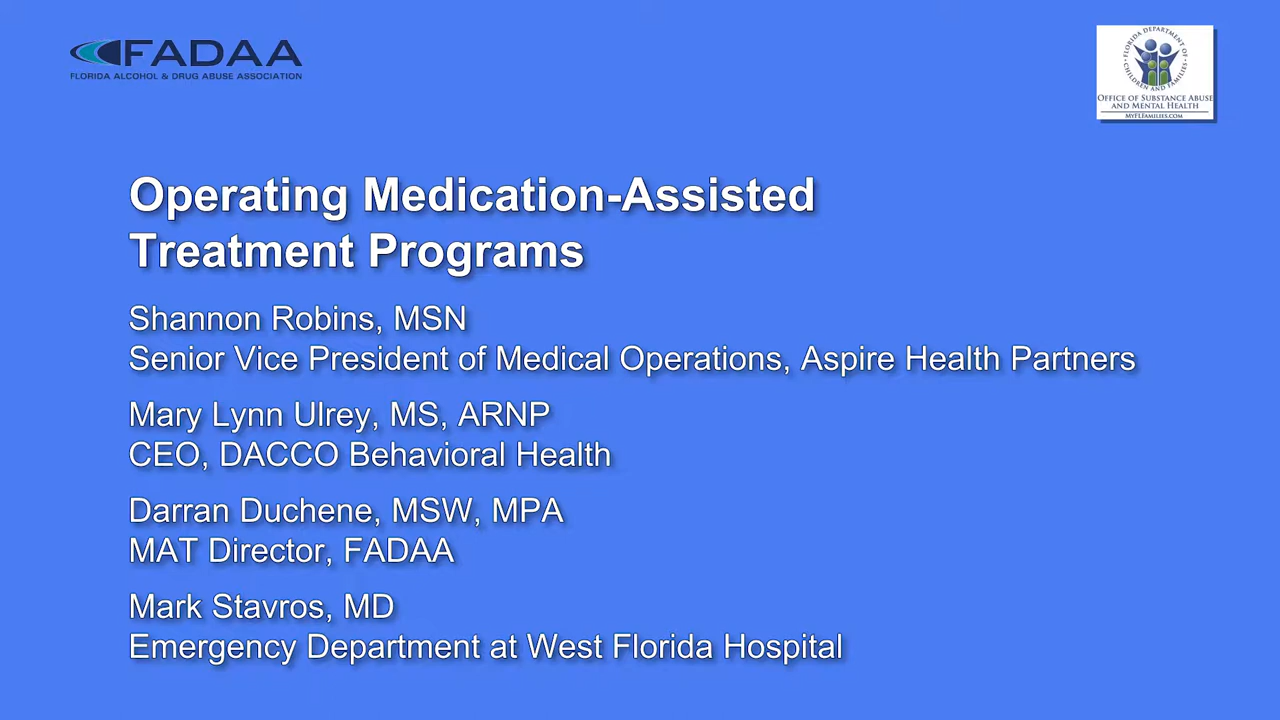 FADAA
FLORIDA ALCOHOL & DRUG ABUSE ASSOCIATION
FLORIDA DEPARTMENT OF
CHILDREN AND FAMILIES
OFFICE OF SUBSTANCE ABUSE
AND MENTAL HEALTH
MYFLFAMILIES.COM
Operating Medication-Assisted
Treatment Programs
Shannon Robins, MSN
Senior Vice President of Medical Operations, Aspire Health Partners
Mary Lynn Ulrey, MS, ARNP
CEO, DACCO Behavioral Health
Darran Duchene, MSW, MPA
MAT Director, FADAA
Mark Stavros, MD
Emergency Department at West Florida Hospital